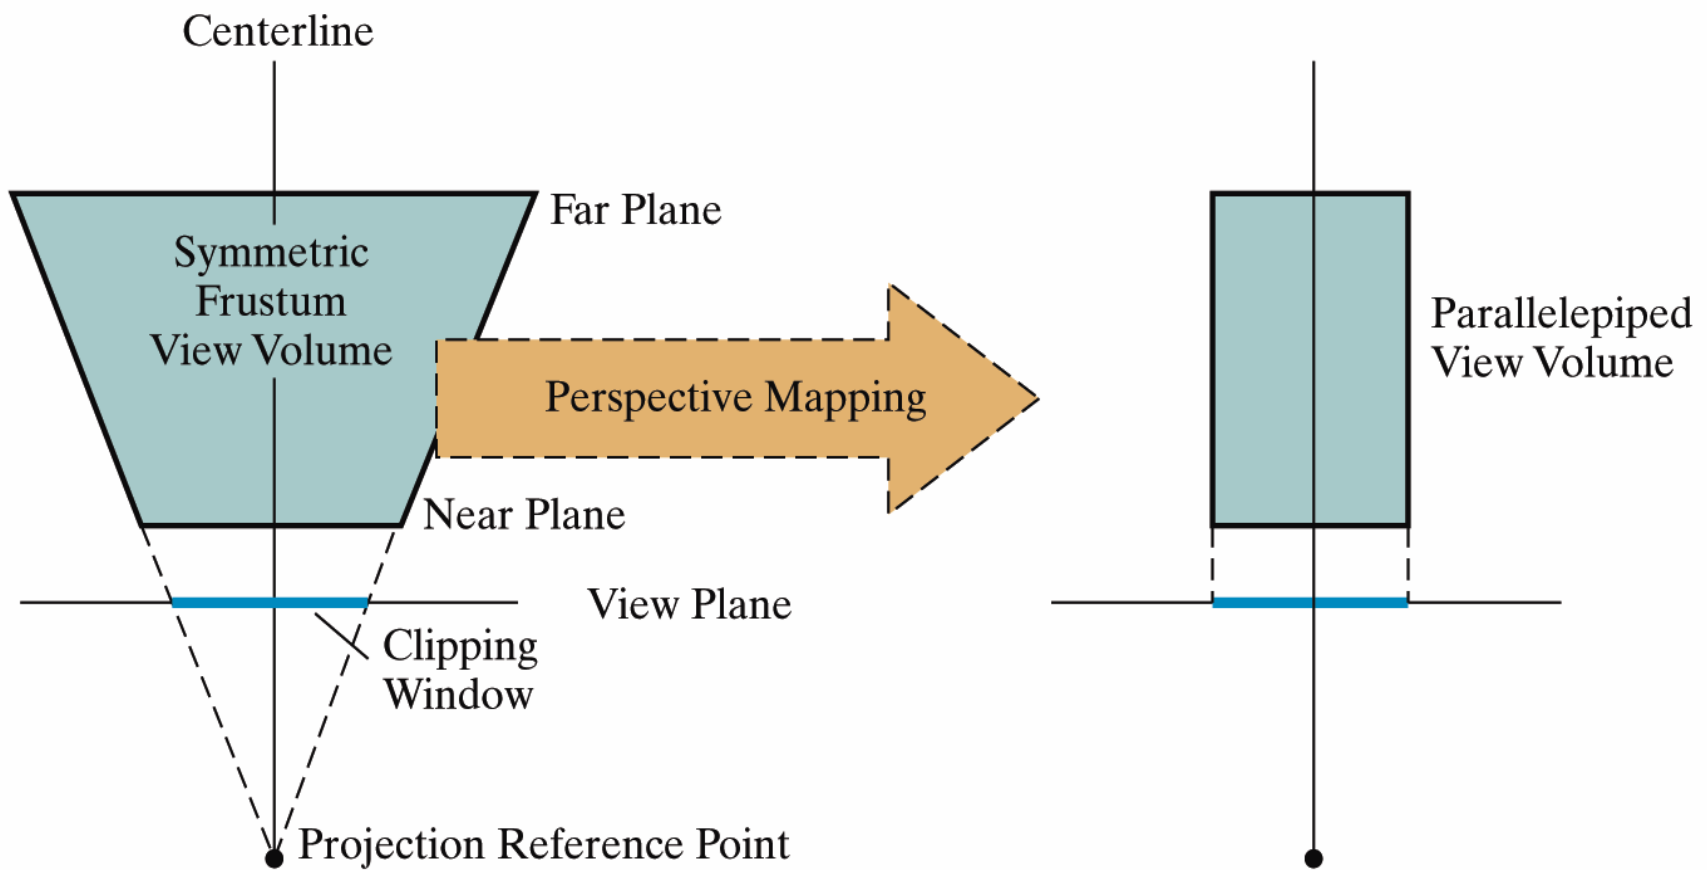 Centerline
Far Plane
Symmetric
Frustum
View Volume
Parallelepiped
View Volume
Perspective Mapping
Near Plane
View Plane
Clipping
Window
Projection Reference Point